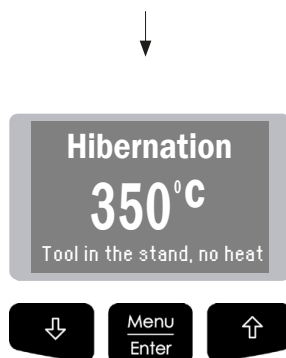 Hibernation
350°C
Tool in the stand, no heat
Menu
Enter